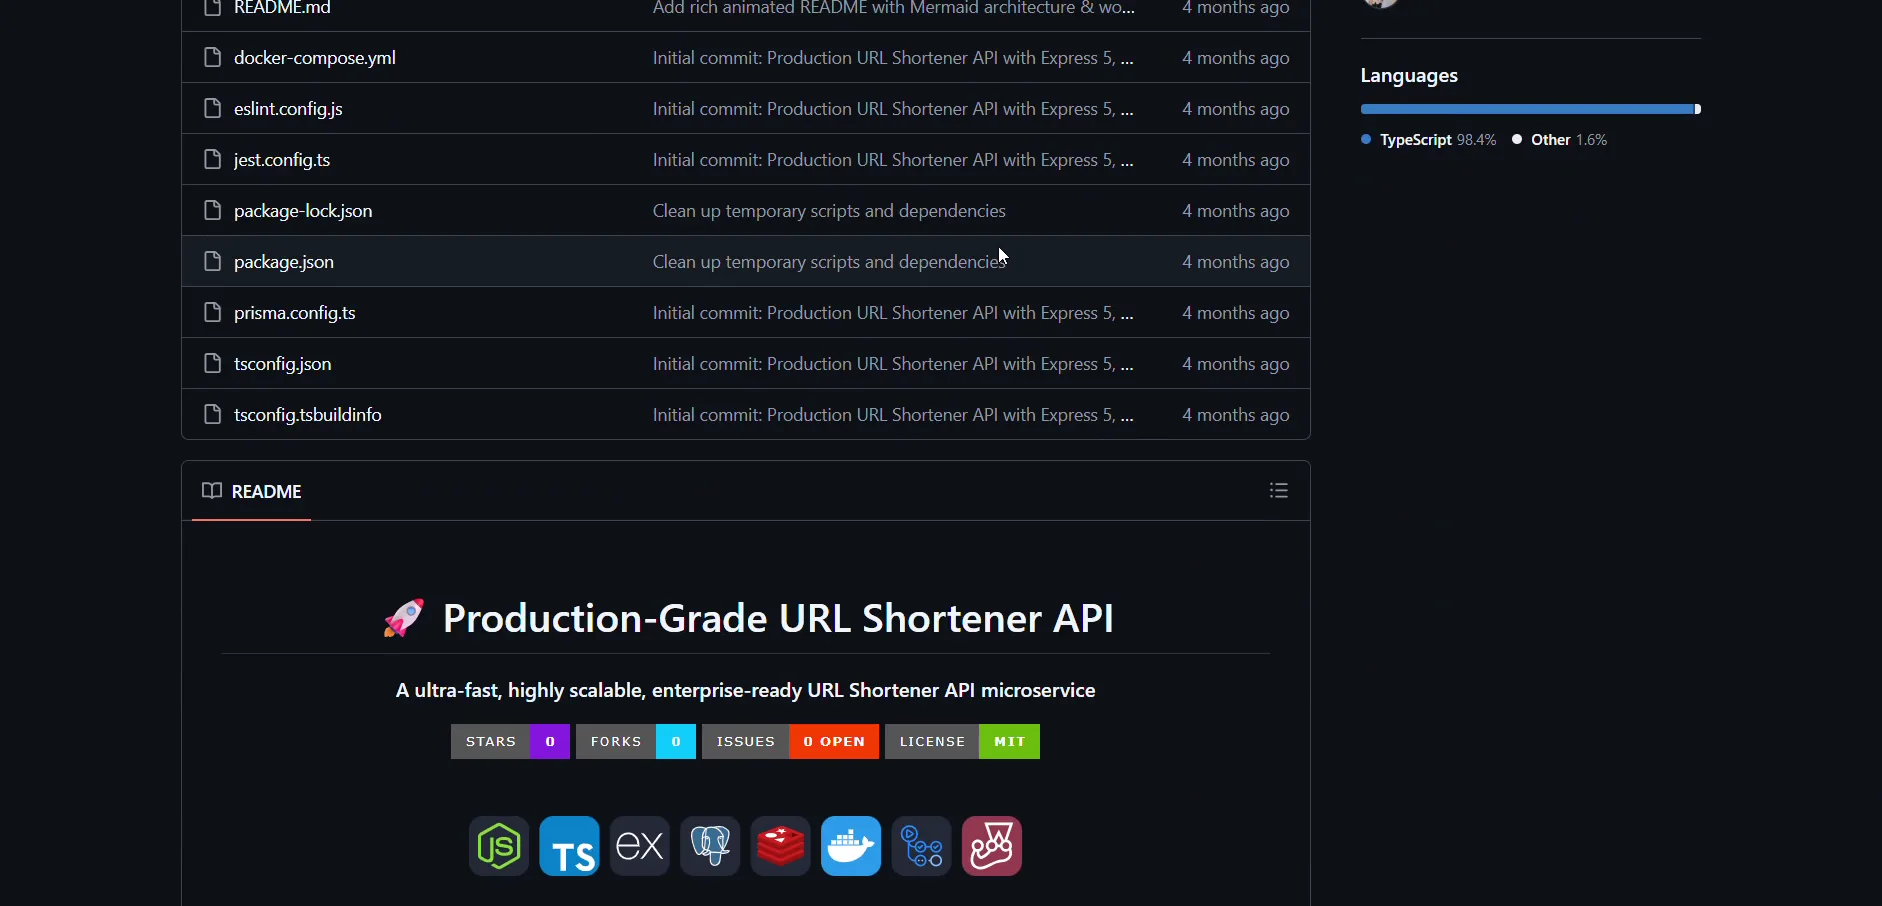 README.md Add rich animated README with Mermaid architecture & wo... 4 months ago
docker-compose.yml Initial commit: Production URL Shortener API with Express 5, ... 4 months ago
eslint.config.js Initial commit: Production URL Shortener API with Express 5, ... 4 months ago
jest.config.ts Initial commit: Production URL Shortener API with Express 5, ... 4 months ago
package-lock.json Clean up temporary scripts and dependencies 4 months ago
package.json Clean up temporary scripts and dependencies 4 months ago
prisma.config.ts Initial commit: Production URL Shortener API with Express 5, ... 4 months ago
tsconfig.json Initial commit: Production URL Shortener API with Express 5, ... 4 months ago
tsconfig.tsbuildinfo Initial commit: Production URL Shortener API with Express 5, ... 4 months ago
Languages
TypeScript 98.4% Other 1.6%
README
🚀 Production-Grade URL Shortener API
A ultra-fast, highly scalable, enterprise-ready URL Shortener API microservice
STARS 0 FORKS 0 ISSUES 0 OPEN LICENSE MIT
JS TS ex